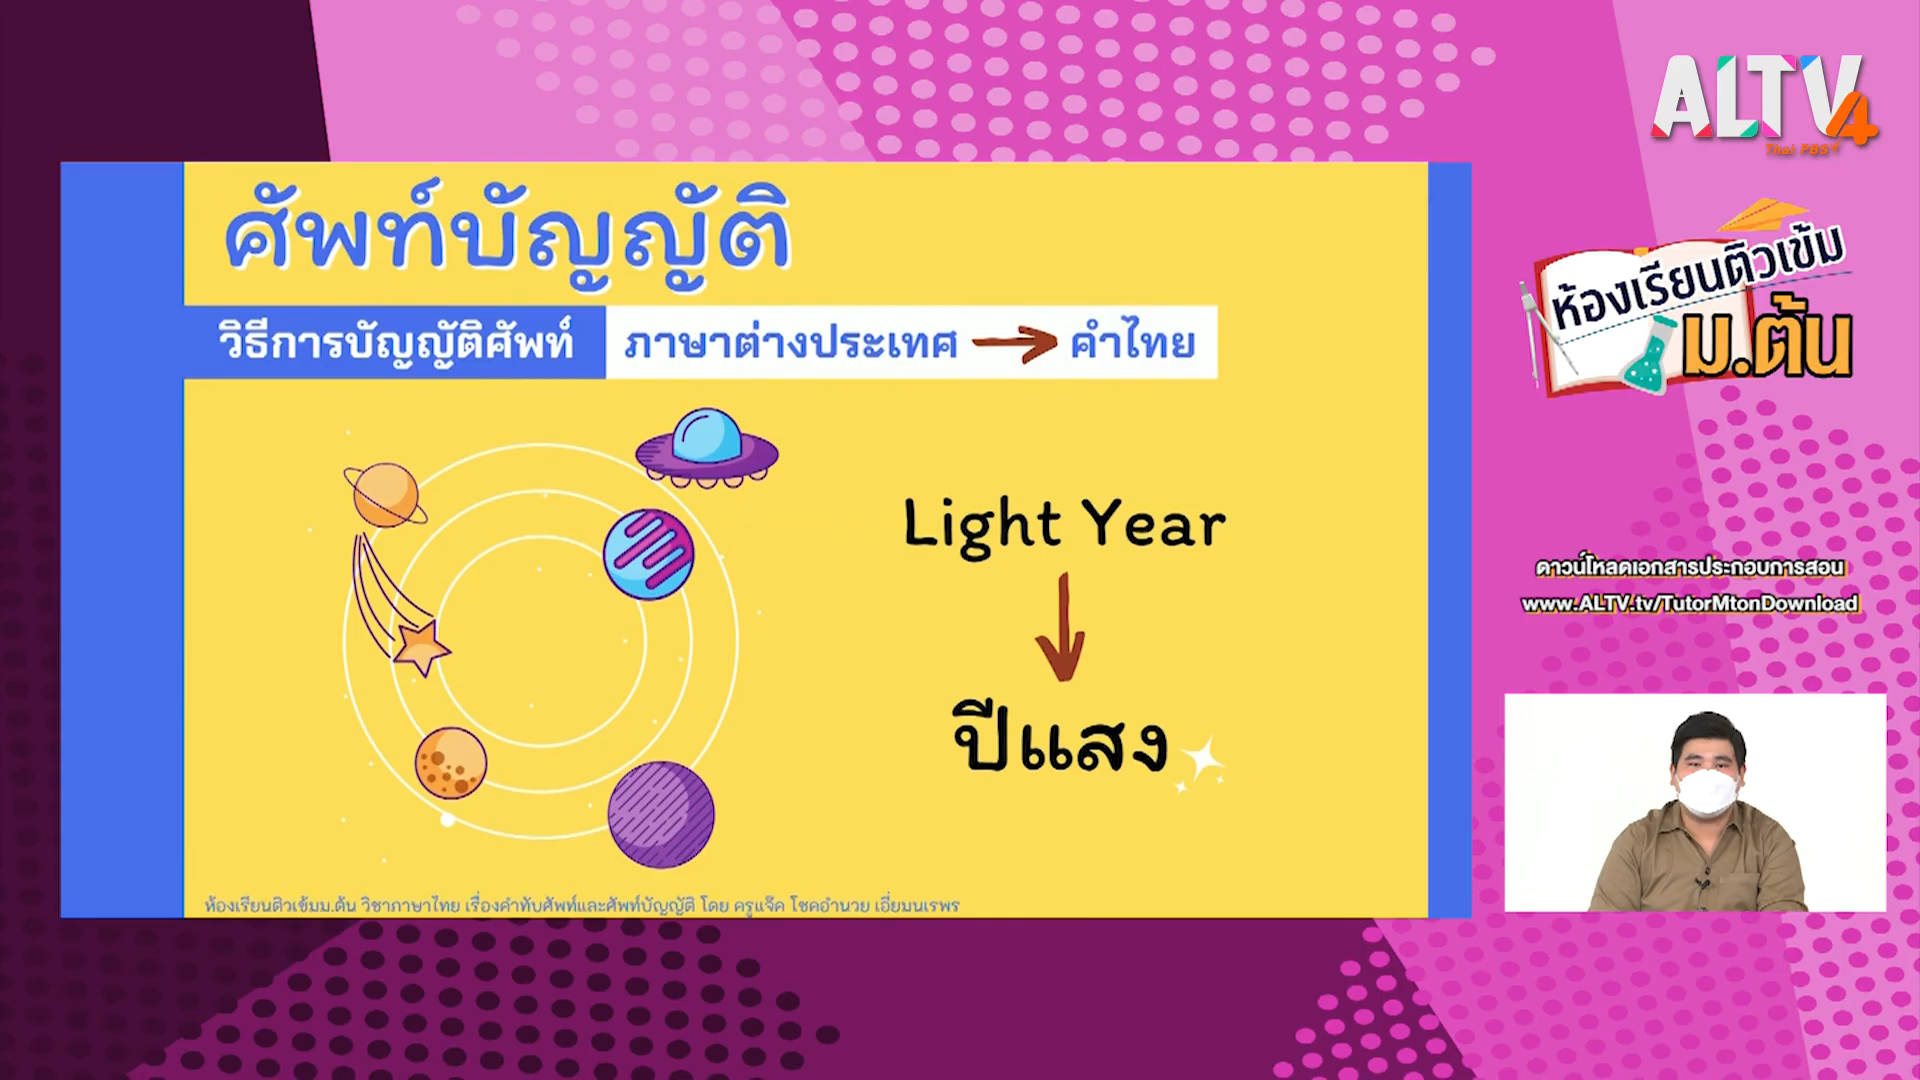 ALTV4
Thai PBS
ศัพท์บัญญัติ
วิธีการบัญญัติศัพท์ ภาษาต่างประเทศ → คำไทย
Light Year
ปีแสง
ห้องเรียนติวเข้มม.ต้น วิชาภาษาไทย เรื่องคำทับศัพท์และศัพท์บัญญัติ โดย ครูแจ๊ค โชคอำนวย เอี่ยมนเรพร
ห้องเรียนติวเข้ม
ม.ต้น
ดาวน์โหลดเอกสารประกอบการสอน
www.ALTV.tv/TutorMtonDownload